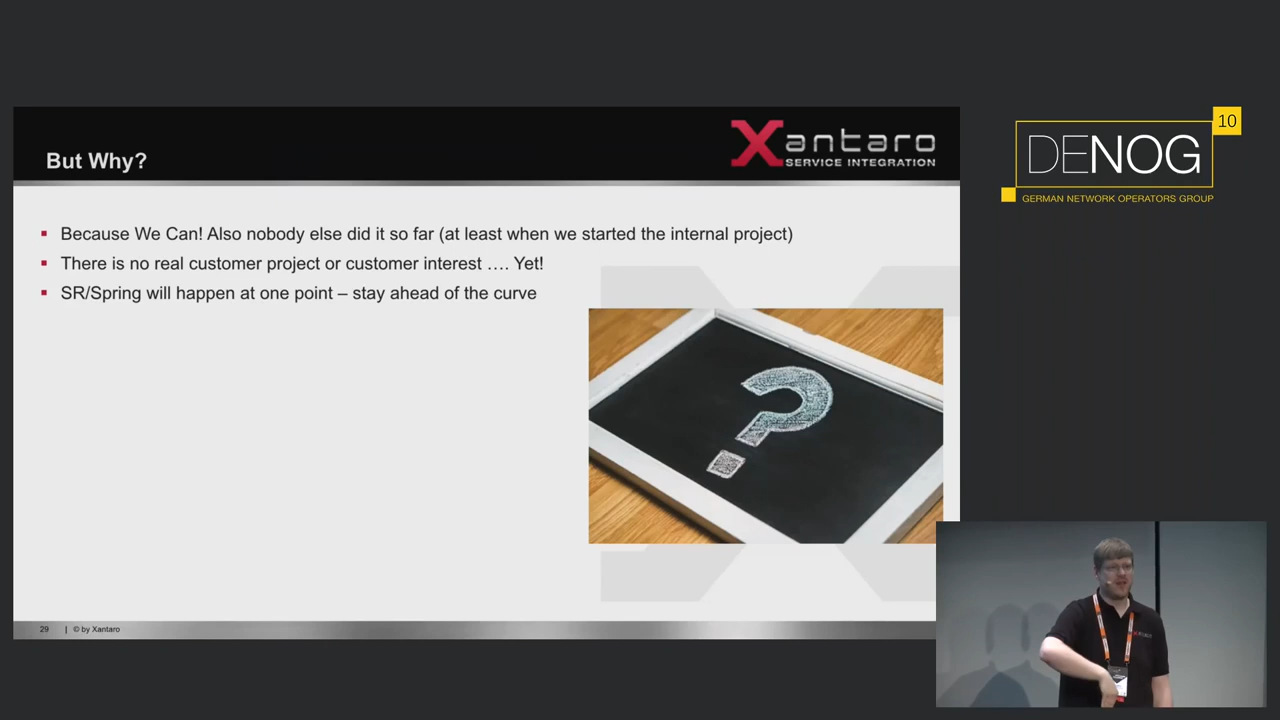 But Why?
Xantaro
SERVICE INTEGRATION
Because We Can! Also nobody else did it so far (at least when we started the internal project)
There is no real customer project or customer interest …. Yet!
SR/Spring will happen at one point – stay ahead of the curve
?
29 | © by Xantaro
10
DENOG
GERMAN NETWORK OPERATORS GROUP